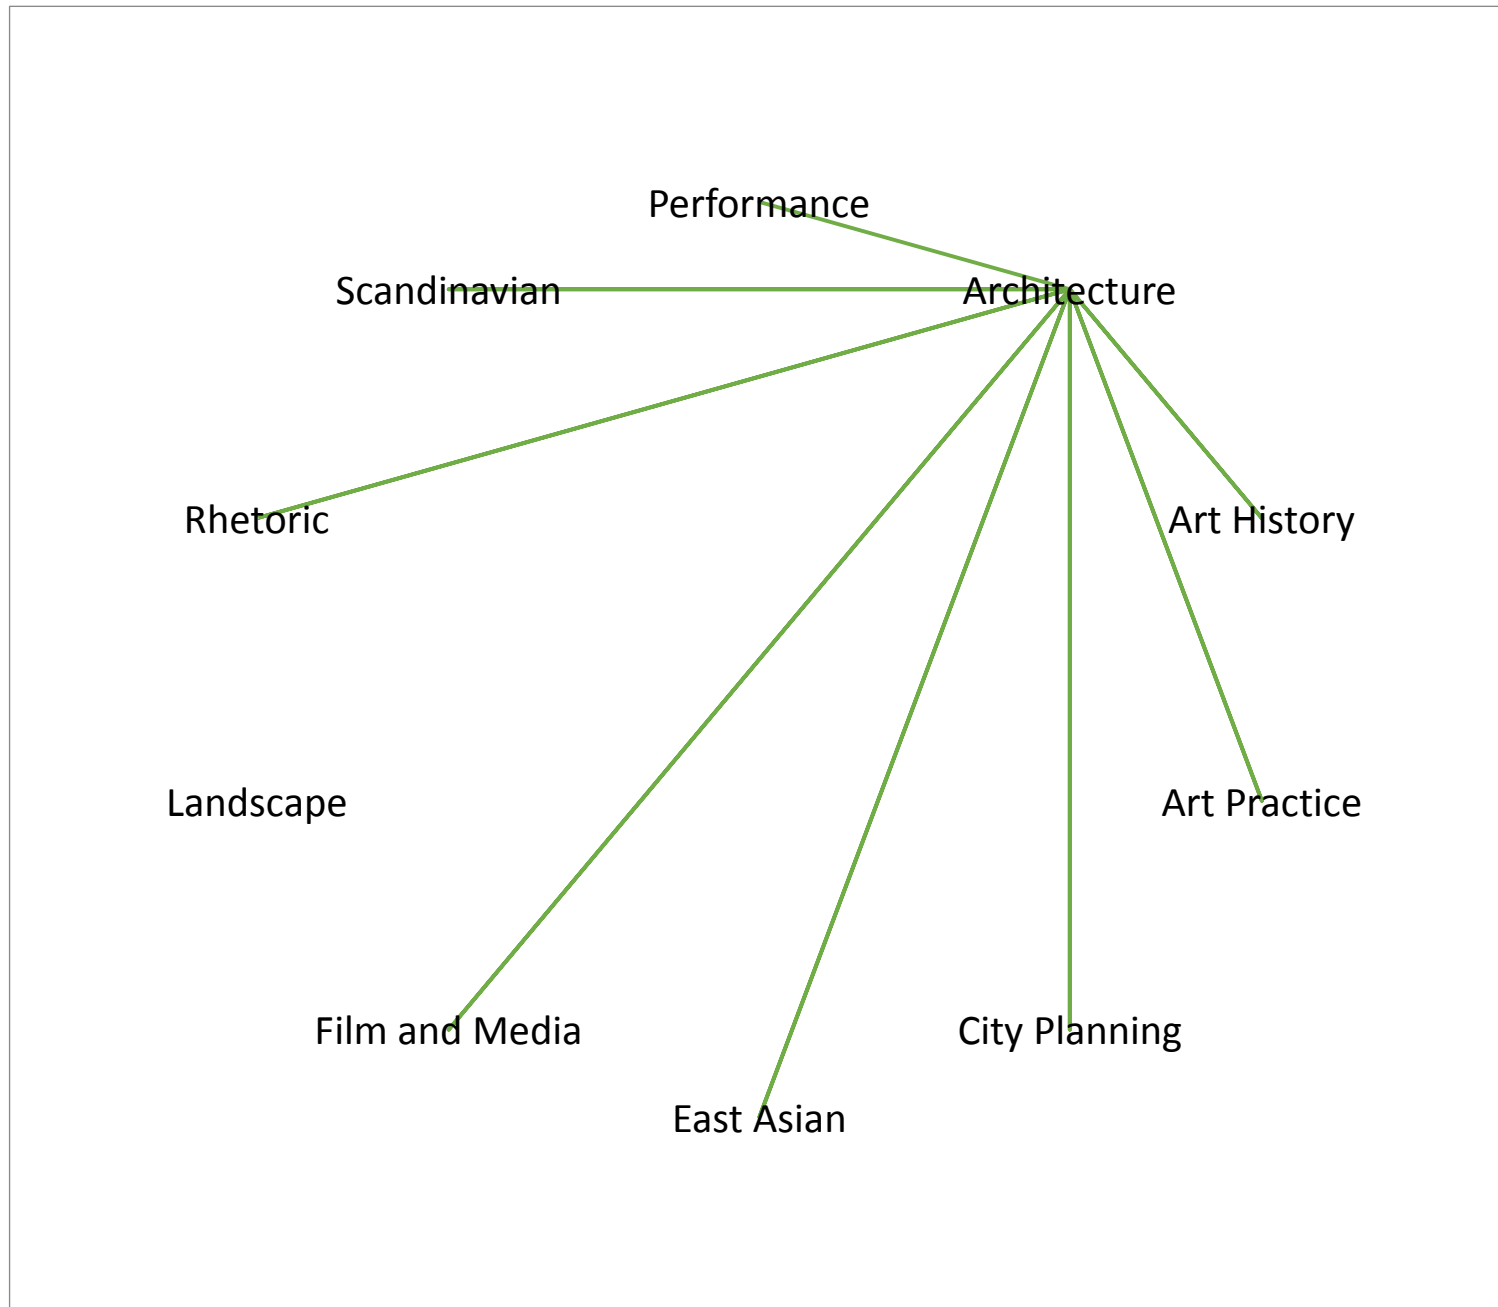 Performance
Scandinavian
Architecture
Rhetoric
Art History
Landscape
Art Practice
Film and Media
City Planning
East Asian